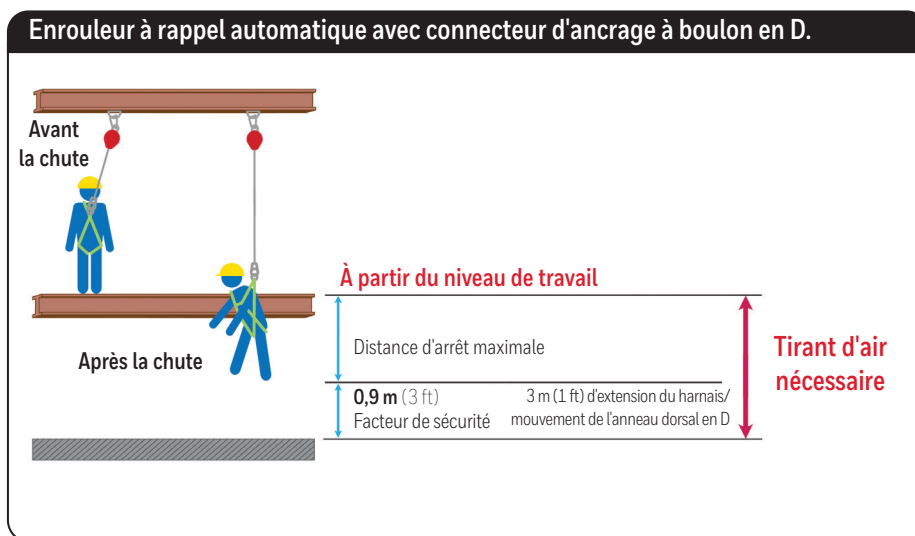 Enrouleur à rappel automatique avec connecteur d'ancrage à boulon en D.
Avant
la chute
À partir du niveau de travail
Après la chute
Distance d'arrêt maximale
Tirant d'air
nécessaire
0,9 m (3 ft)
Facteur de sécurité
3 m (1 ft) d'extension du harnais/
mouvement de l'anneau dorsal en D